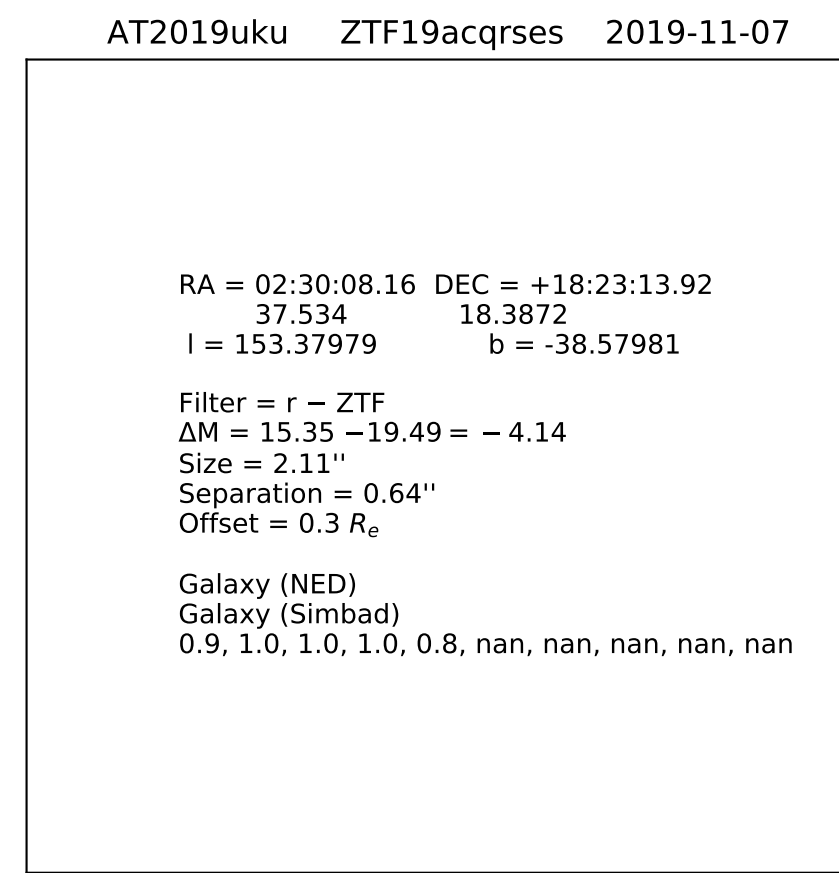 AT2019uku ZTF19acqrses 2019-11-07
RA = 02:30:08.16 DEC = +18:23:13.92
37.534 18.3872
l = 153.37979 b = -38.57981
Filter = r − ZTF
ΔM = 15.35 −19.49 = − 4.14
Size = 2.11''
Separation = 0.64''
Offset = 0.3 Rₑ
Galaxy (NED)
Galaxy (Simbad)
0.9, 1.0, 1.0, 1.0, 0.8, nan, nan, nan, nan, nan